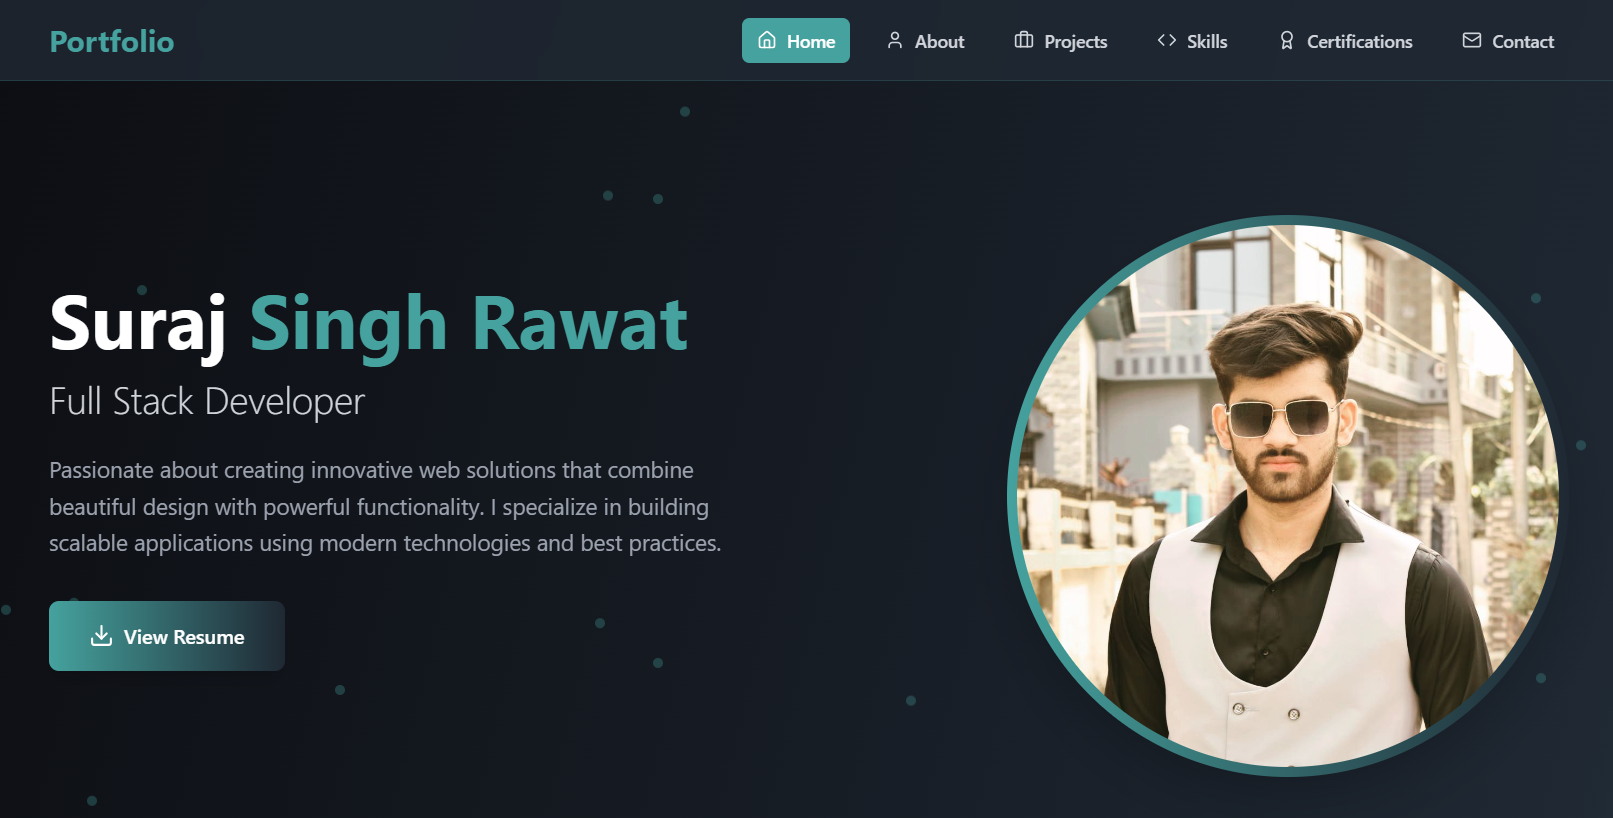 Portfolio
Home
About
Projects
Skills
Certifications
Contact
Suraj Singh Rawat
Full Stack Developer
Passionate about creating innovative web solutions that combine
beautiful design with powerful functionality. I specialize in building
scalable applications using modern technologies and best practices.
View Resume